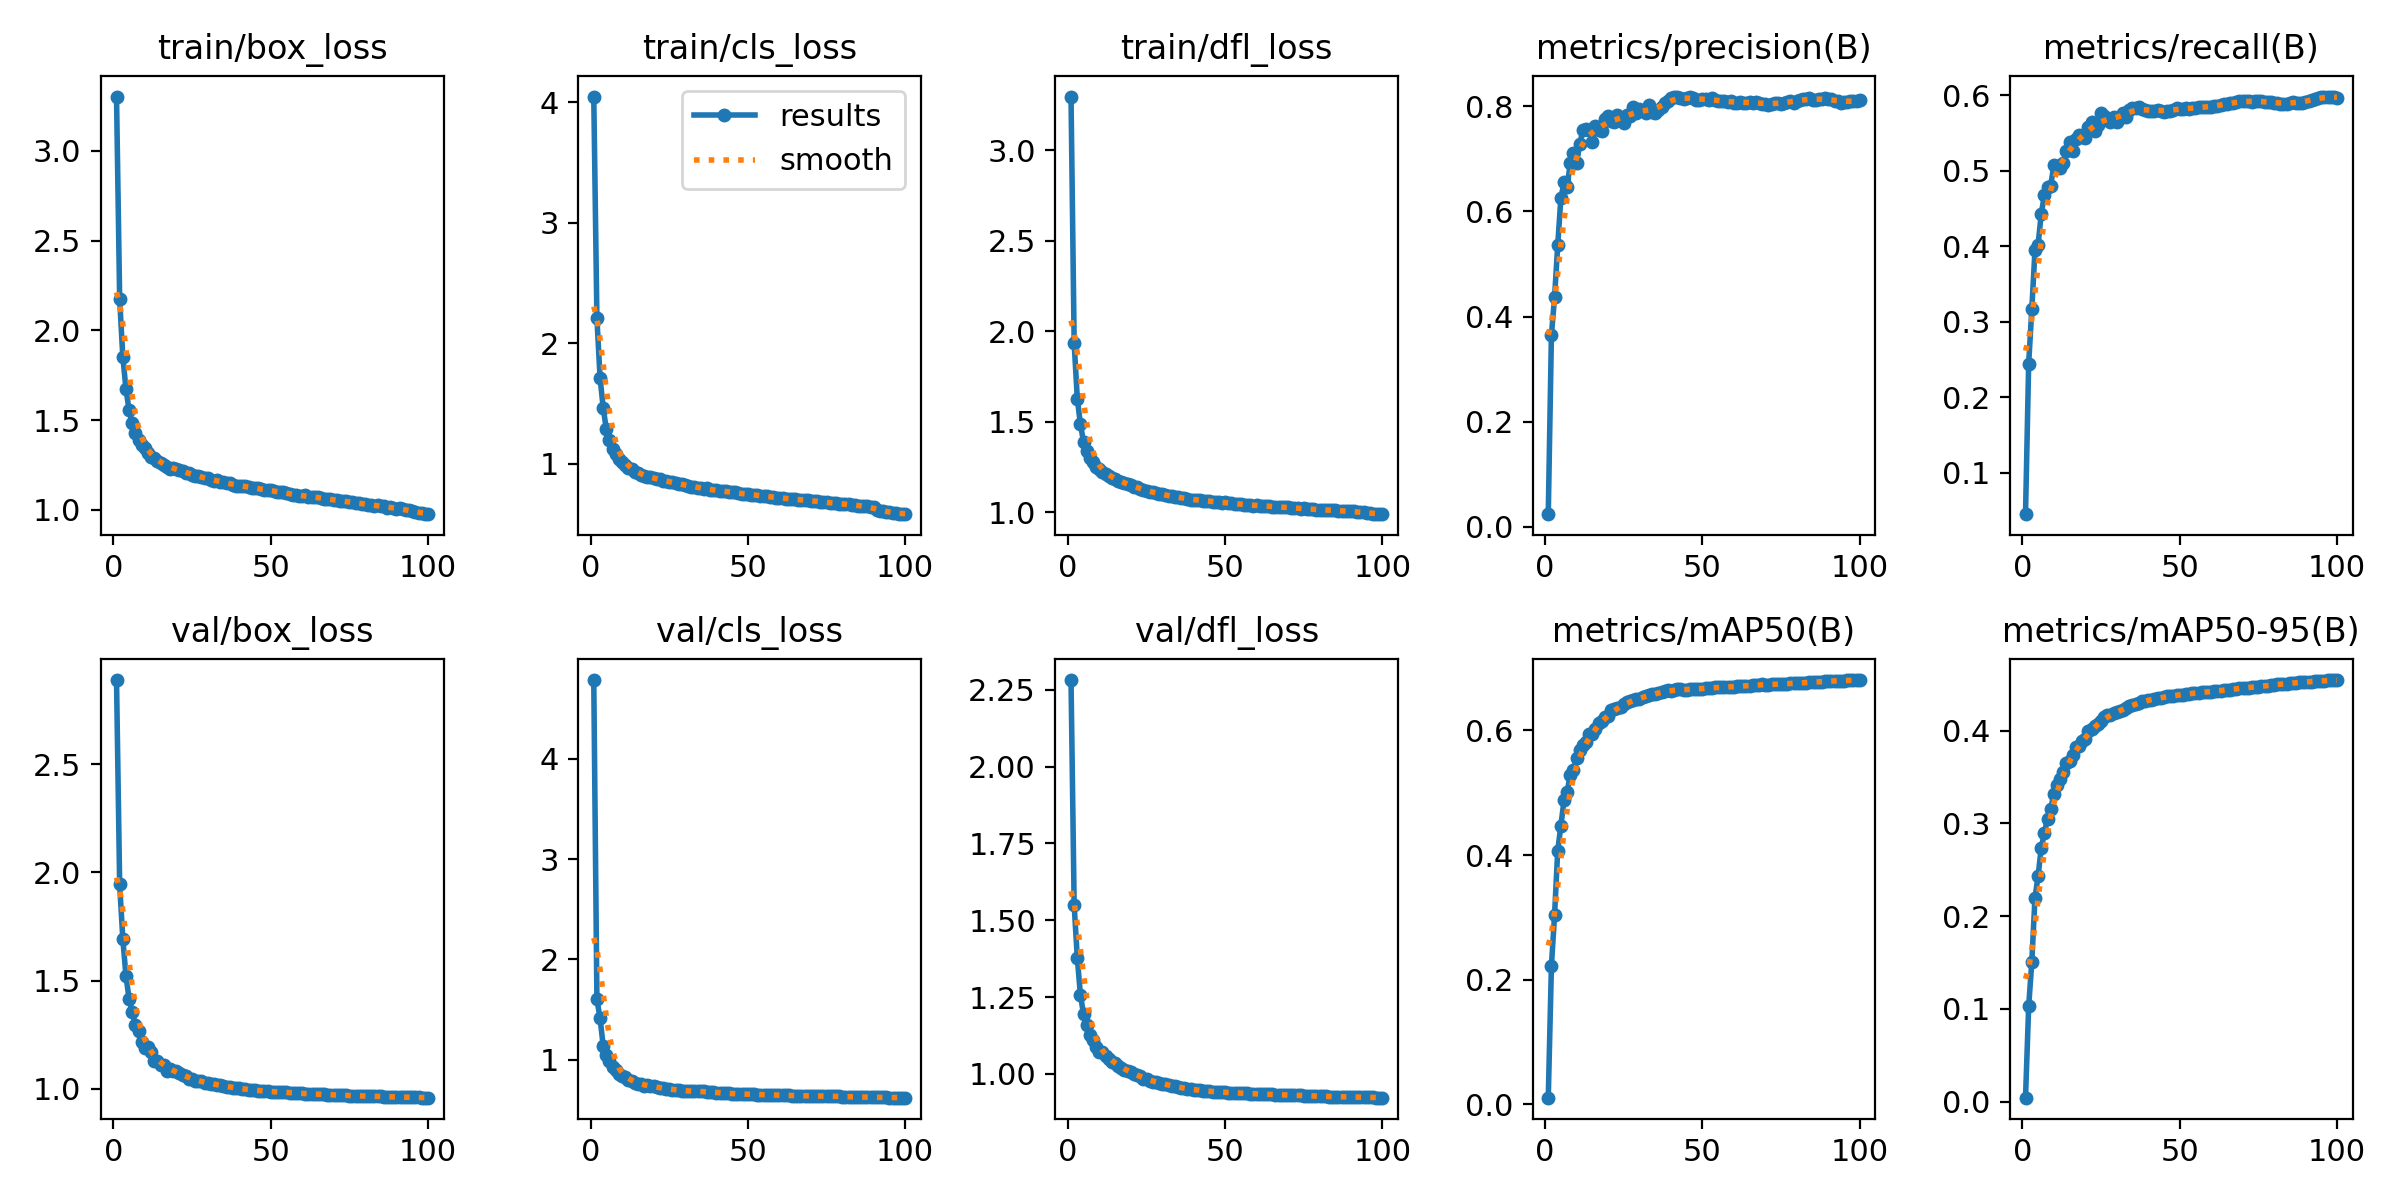 train/box_loss
3.0
2.5
2.0
1.5
1.0
0 50 100
train/cls_loss
results
smooth
4
3
2
1
0 50 100
train/dfl_loss
3.0
2.5
2.0
1.5
1.0
0 50 100
metrics/precision(B)
0.8
0.6
0.4
0.2
0.0
0 50 100
metrics/recall(B)
0.6
0.5
0.4
0.3
0.2
0.1
0 50 100
val/box_loss
2.5
2.0
1.5
1.0
0 50 100
val/cls_loss
4
3
2
1
0 50 100
val/dfl_loss
2.25
2.00
1.75
1.50
1.25
1.00
0 50 100
metrics/mAP50(B)
0.6
0.4
0.2
0.0
0 50 100
metrics/mAP50-95(B)
0.4
0.3
0.2
0.1
0.0
0 50 100